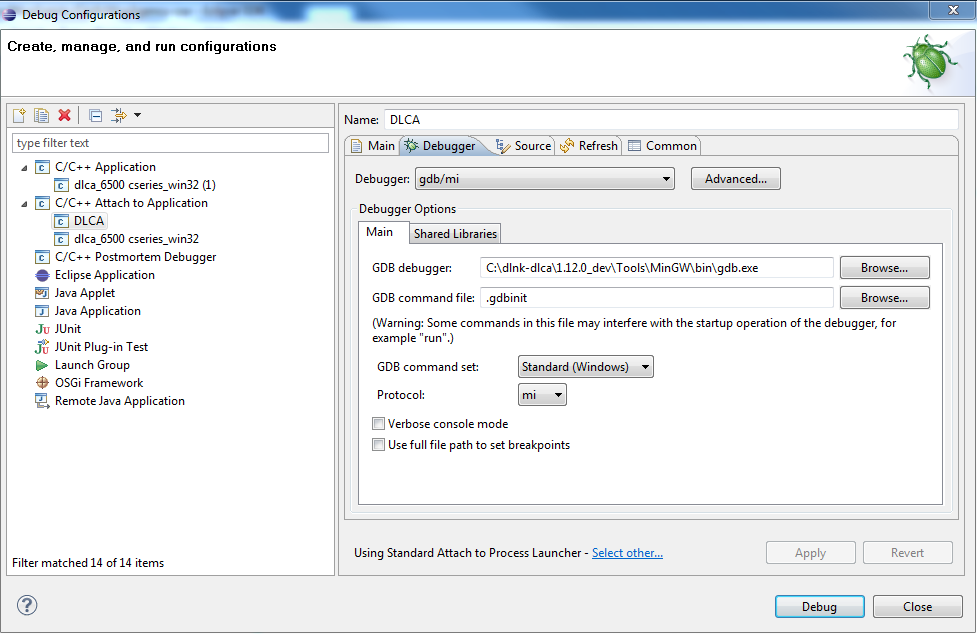 Debug Configurations
Create, manage, and run configurations
type filter text
C/C++ Application
dlca_6500 cseries_win32 (1)
C/C++ Attach to Application
DLCA
dlca_6500 cseries_win32
C/C++ Postmortem Debugger
Eclipse Application
Java Applet
Java Application
JUnit
JUnit Plug-in Test
Launch Group
OSGi Framework
Remote Java Application
Filter matched 14 of 14 items
Name: DLCA
Main Debugger Source Refresh Common
Debugger: gdb/mi Advanced...
Debugger Options
Main Shared Libraries
GDB debugger: C:\dlnk-dlca\1.12.0_dev\Tools\MinGW\bin\gdb.exe Browse...
GDB command file: .gdbinit Browse...
(Warning: Some commands in this file may interfere with the startup operation of the debugger, for
example "run".)
GDB command set: Standard (Windows)
Protocol: mi
Verbose console mode
Use full file path to set breakpoints
Using Standard Attach to Process Launcher - Select other... Apply Revert
Debug Close